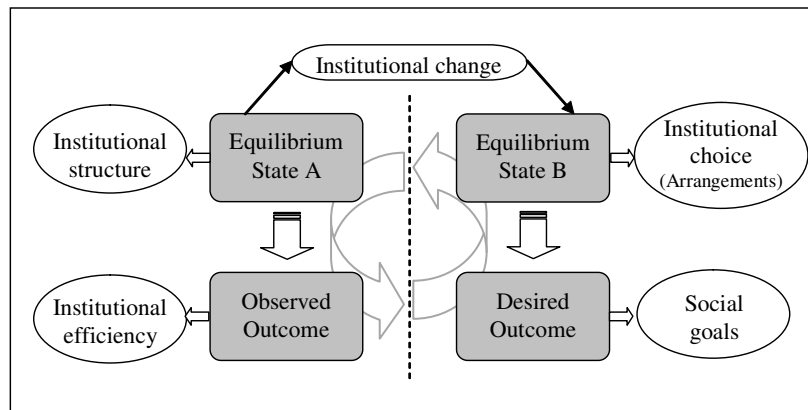 Institutional change
Institutional
structure
Equilibrium
State A
Equilibrium
State B
Institutional
choice
(Arrangements)
Institutional
efficiency
Observed
Outcome
Desired
Outcome
Social
goals